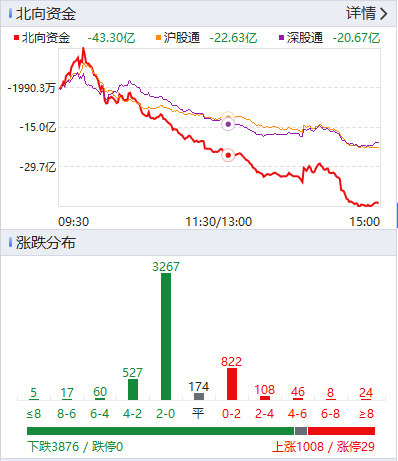 北向资金 详情
北向资金 -43.30亿 沪股通 -22.63亿 深股通 -20.67亿
-1990.3万
-15.0亿
-29.7亿
09:30 11:30/13:00 15:00
涨跌分布
5 17 60 527 3267 174 822 108 46 8 24
≤8 8-6 6-4 4-2 2-0 平 0-2 2-4 4-6 6-8 ≥8
下跌3876 / 跌停0 上涨1008 / 涨停29